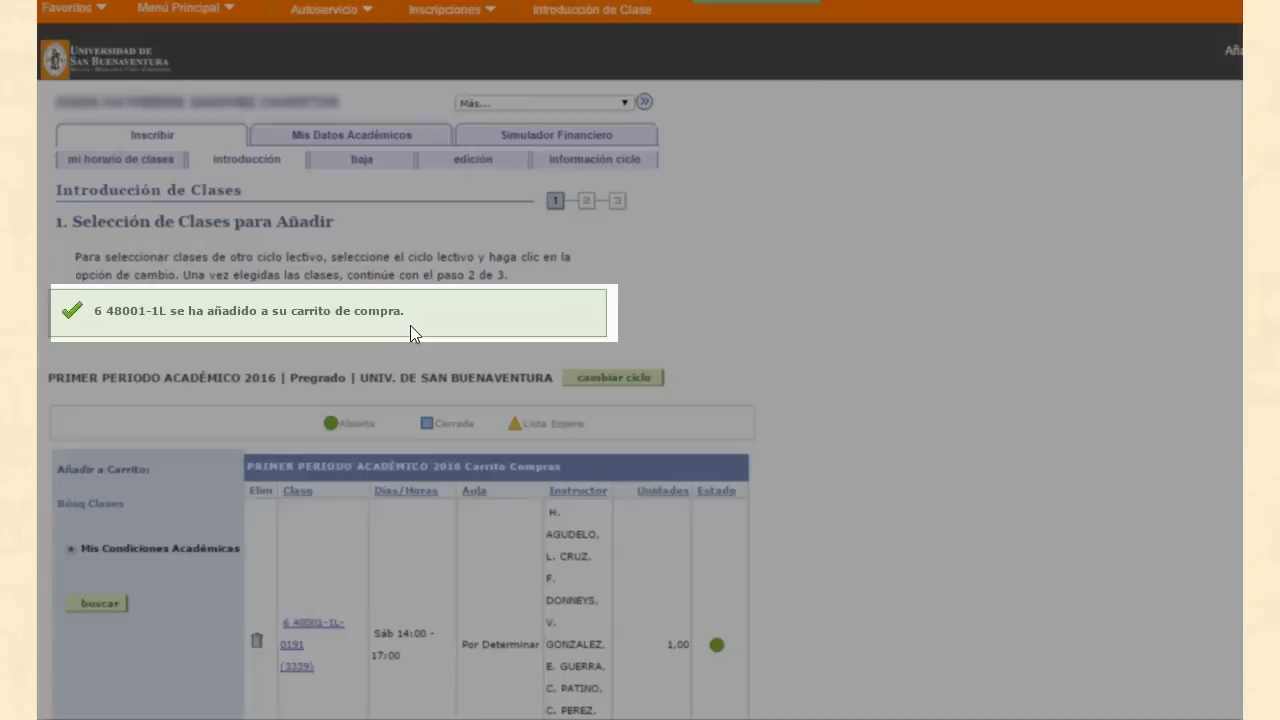 Favoritos
Menú Principal
Autoservicio
Inscripciones
Introducción de Clase
UNIVERSIDAD DE
SAN BUENAVENTURA
Más...
Inscribir
Mis Datos Académicos
Simulador Financiero
mi horario de clases
introducción
baja
edición
información ciclo
Introducción de Clases
1
2
3
1. Selección de Clases para Añadir
Para seleccionar clases de otro ciclo lectivo, seleccione el ciclo lectivo y haga clic en la
opción de cambio. Una vez elegidas las clases, continúe con el paso 2 de 3.
6 48001-1L se ha añadido a su carrito de compra.
PRIMER PERIODO ACADÉMICO 2016 | Pregrado | UNIV. DE SAN BUENAVENTURA
cambiar ciclo
Abierta
Cerrada
Lista Espera
Añadir a Carrito:
Búsq Clases
Mis Condiciones Académicas
buscar
PRIMER PERIODO ACADÉMICO 2016 Carrito Compras
Elim
Clase
Días/Horas
Aula
Instructor
Unidades
Estado
6 48001-1L-
0191
(3339)
Sáb 14:00 -
17:00
Por Determinar
H.
AGUDELO,
L. CRUZ,
F.
DONNEYS,
V.
GONZALEZ,
E. GUERRA,
C. PATINO,
C. PEREZ,
1,00